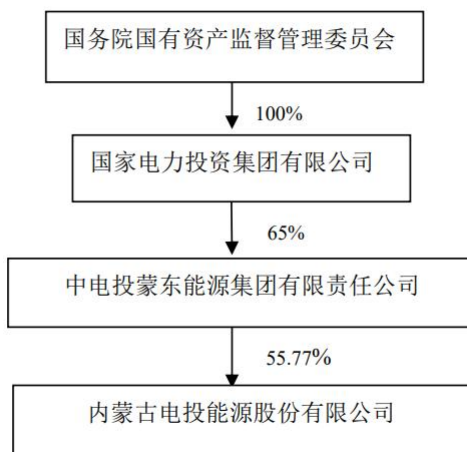 国务院国有资产监督管理委员会
100%
国家电力投资集团有限公司
65%
中电投蒙东能源集团有限责任公司
55.77%
内蒙古电投能源股份有限公司